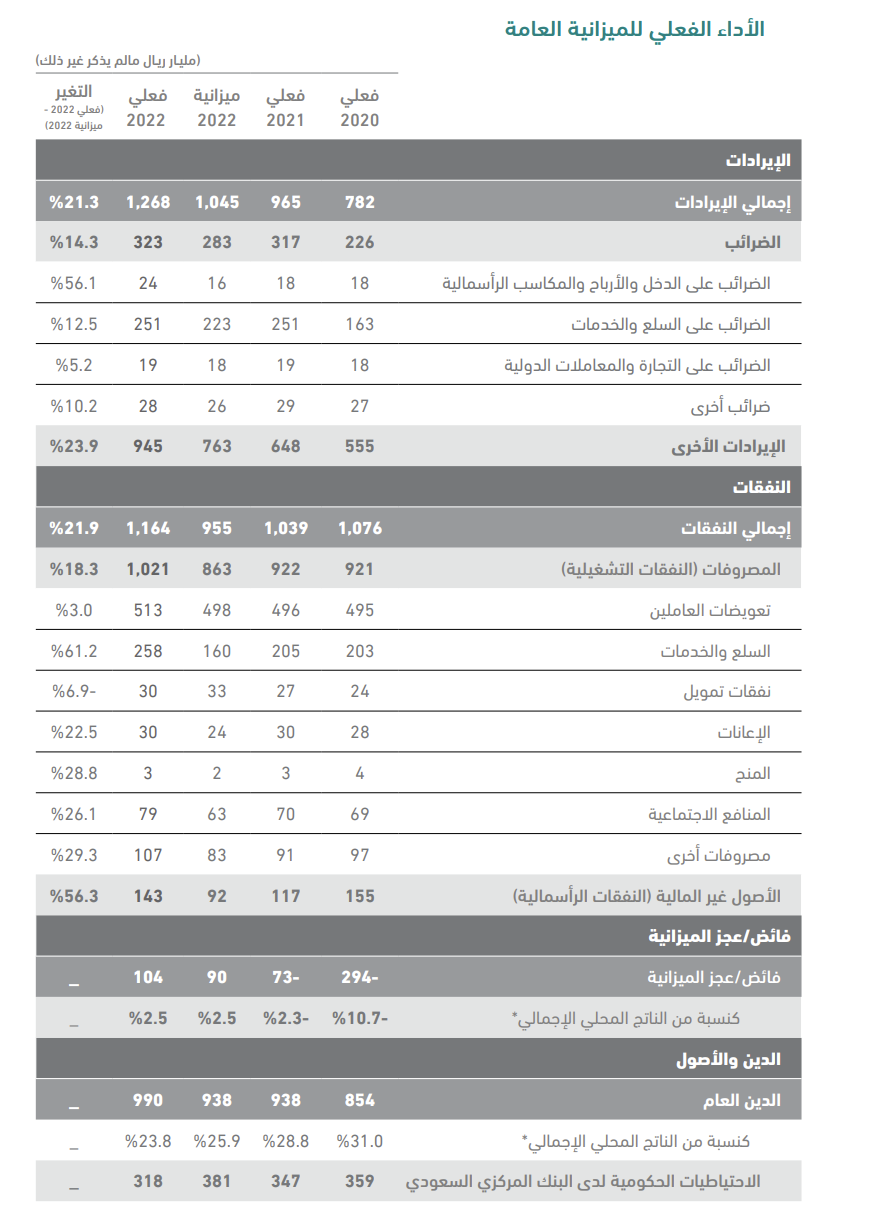 الأداء الفعلي للميزانية العامة
(مليار ريال مالم يذكر غير ذلك)
فعلي 2020 فعلي 2021 ميزانية 2022 فعلي 2022 التغير (فعلي 2022 - ميزانية 2022)
الإيرادات
إجمالي الإيرادات 782 965 1,045 1,268 %21.3
الضرائب 226 317 283 323 %14.3
الضرائب على الدخل والأرباح والمكاسب الرأسمالية 18 18 16 24 %56.1
الضرائب على السلع والخدمات 163 251 223 251 %12.5
الضرائب على التجارة والمعاملات الدولية 18 19 18 19 %5.2
ضرائب أخرى 27 29 26 28 %10.2
الإيرادات الأخرى 555 648 763 945 %23.9
النفقات
إجمالي النفقات 1,076 1,039 955 1,164 %21.9
المصروفات (النفقات التشغيلية) 921 922 863 1,021 %18.3
تعويضات العاملين 495 496 498 513 %3.0
السلع والخدمات 203 205 160 258 %61.2
نفقات تمويل 24 27 33 30 %6.9-
الإعانات 28 30 24 30 %22.5
المنح 4 3 2 3 %28.8
المنافع الاجتماعية 69 70 63 79 %26.1
مصروفات أخرى 97 91 83 107 %29.3
الأصول غير المالية (النفقات الرأسمالية) 155 117 92 143 %56.3
فائض/عجز الميزانية
فائض/عجز الميزانية 294- 73- 90 104 _
كنسبة من الناتج المحلي الإجمالي* %10.7- %2.3- %2.5 %2.5 _
الدين والأصول
الدين العام 854 938 938 990 _
كنسبة من الناتج المحلي الإجمالي* %31.0 %28.8 %25.9 %23.8 _
الاحتياطيات الحكومية لدى البنك المركزي السعودي 359 347 381 318 _